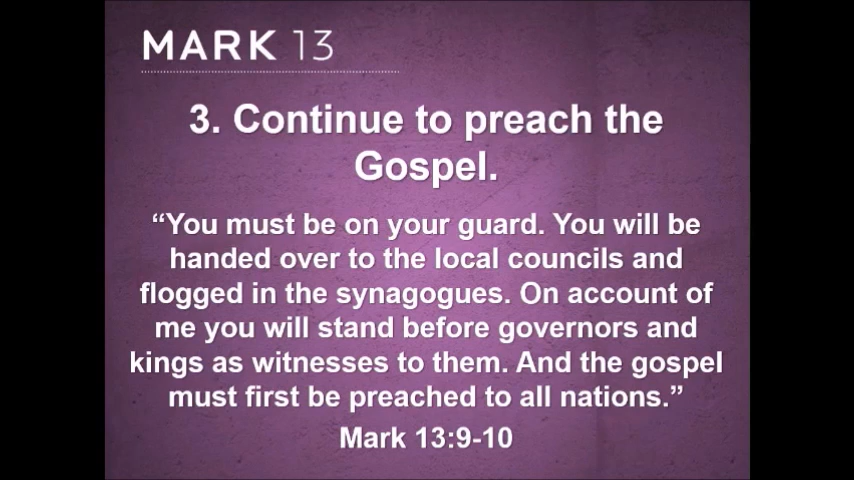 MARK 13
3. Continue to preach the
Gospel.
“You must be on your guard. You will be
handed over to the local councils and
flogged in the synagogues. On account of
me you will stand before governors and
kings as witnesses to them. And the gospel
must first be preached to all nations.”
Mark 13:9-10